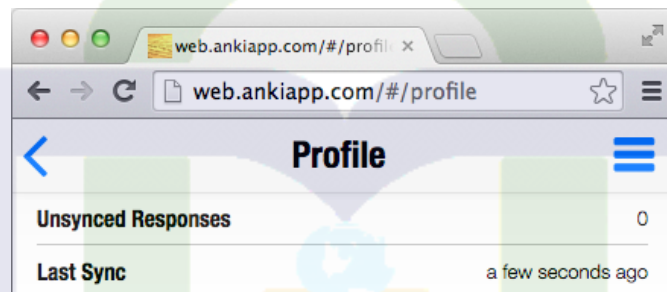 web.ankiapp.com/#/profil
web.ankiapp.com/#/profile
Profile
Unsynced Responses 0
Last Sync a few seconds ago